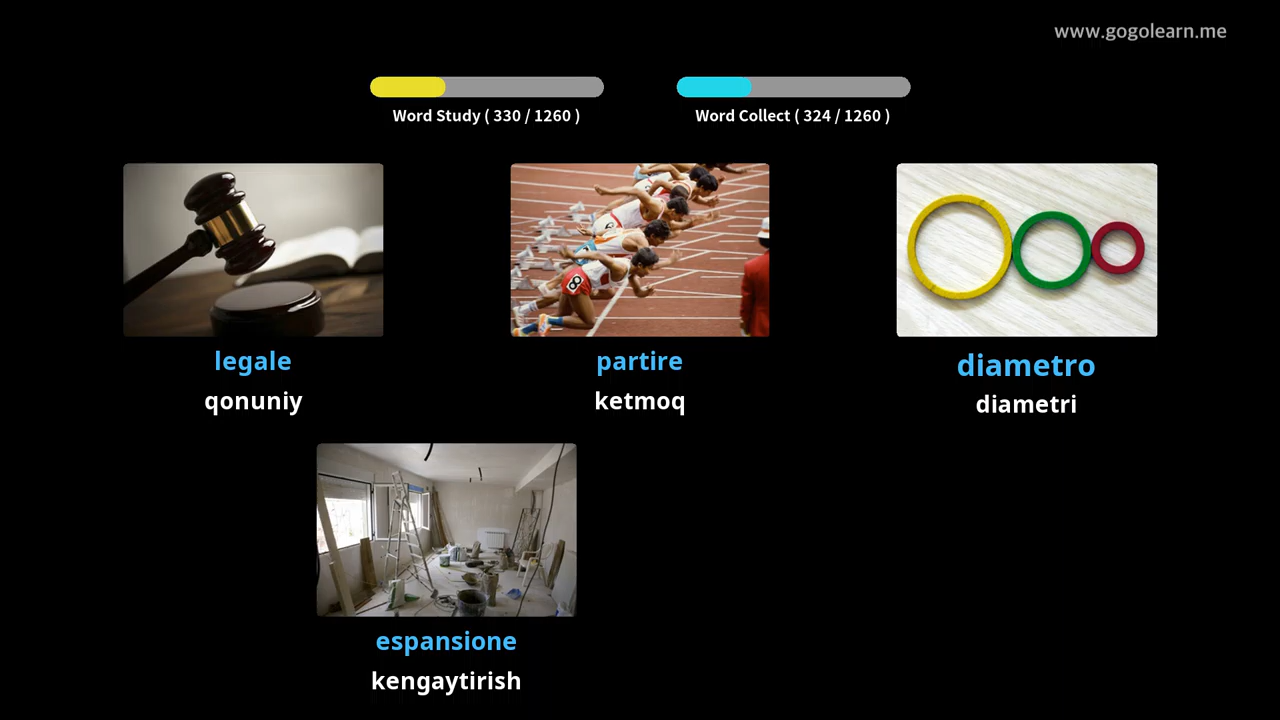 www.gogolearn.me
Word Study ( 330 / 1260 )
Word Collect ( 324 / 1260 )
8
legale
partire
diametro
qonuniy
ketmoq
diametri
espansione
kengaytirish